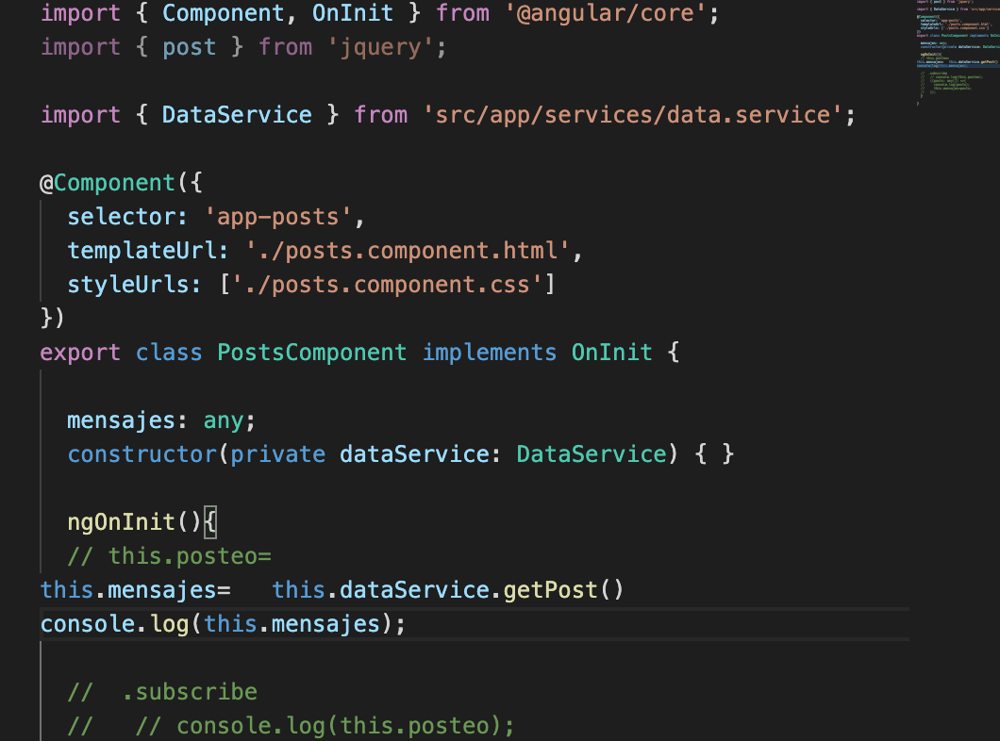 import { Component, OnInit } from '@angular/core';
import { post } from 'jquery';
import { DataService } from 'src/app/services/data.service';
@Component({
selector: 'app-posts',
templateUrl: './posts.component.html',
styleUrls: ['./posts.component.css']
})
export class PostsComponent implements OnInit {
mensajes: any;
constructor(private dataService: DataService) { }
ngOnInit(){
// this.posteo=
this.mensajes=   this.dataService.getPost()
console.log(this.mensajes);
//  .subscribe
//   // console.log(this.posteo);